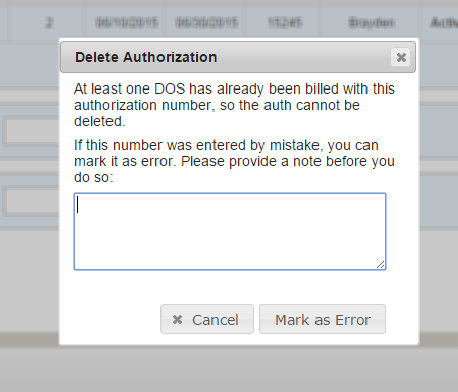 2 06/10/2015 06/30/2015 15245 Brayden
Delete Authorization
At least one DOS has already been billed with this
authorization number, so the auth cannot be
deleted.
If this number was entered by mistake, you can
mark it as error. Please provide a note before you
do so:
Cancel Mark as Error